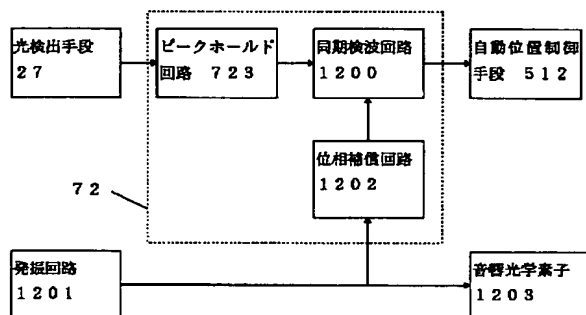 光検出手段
27
ピークホールド
回路 723
同期検波回路
1200
自動位置制御
手段 512
位相補償回路
1202
72
発振回路
1201
音響光学素子
1203